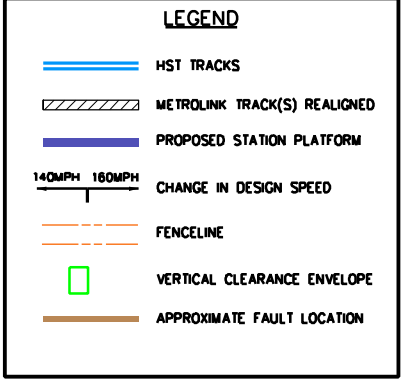 LEGEND
HST TRACKS
METROLINK TRACK(S) REALIGNED
PROPOSED STATION PLATFORM
140MPH 160MPH
CHANGE IN DESIGN SPEED
FENCELINE
VERTICAL CLEARANCE ENVELOPE
APPROXIMATE FAULT LOCATION